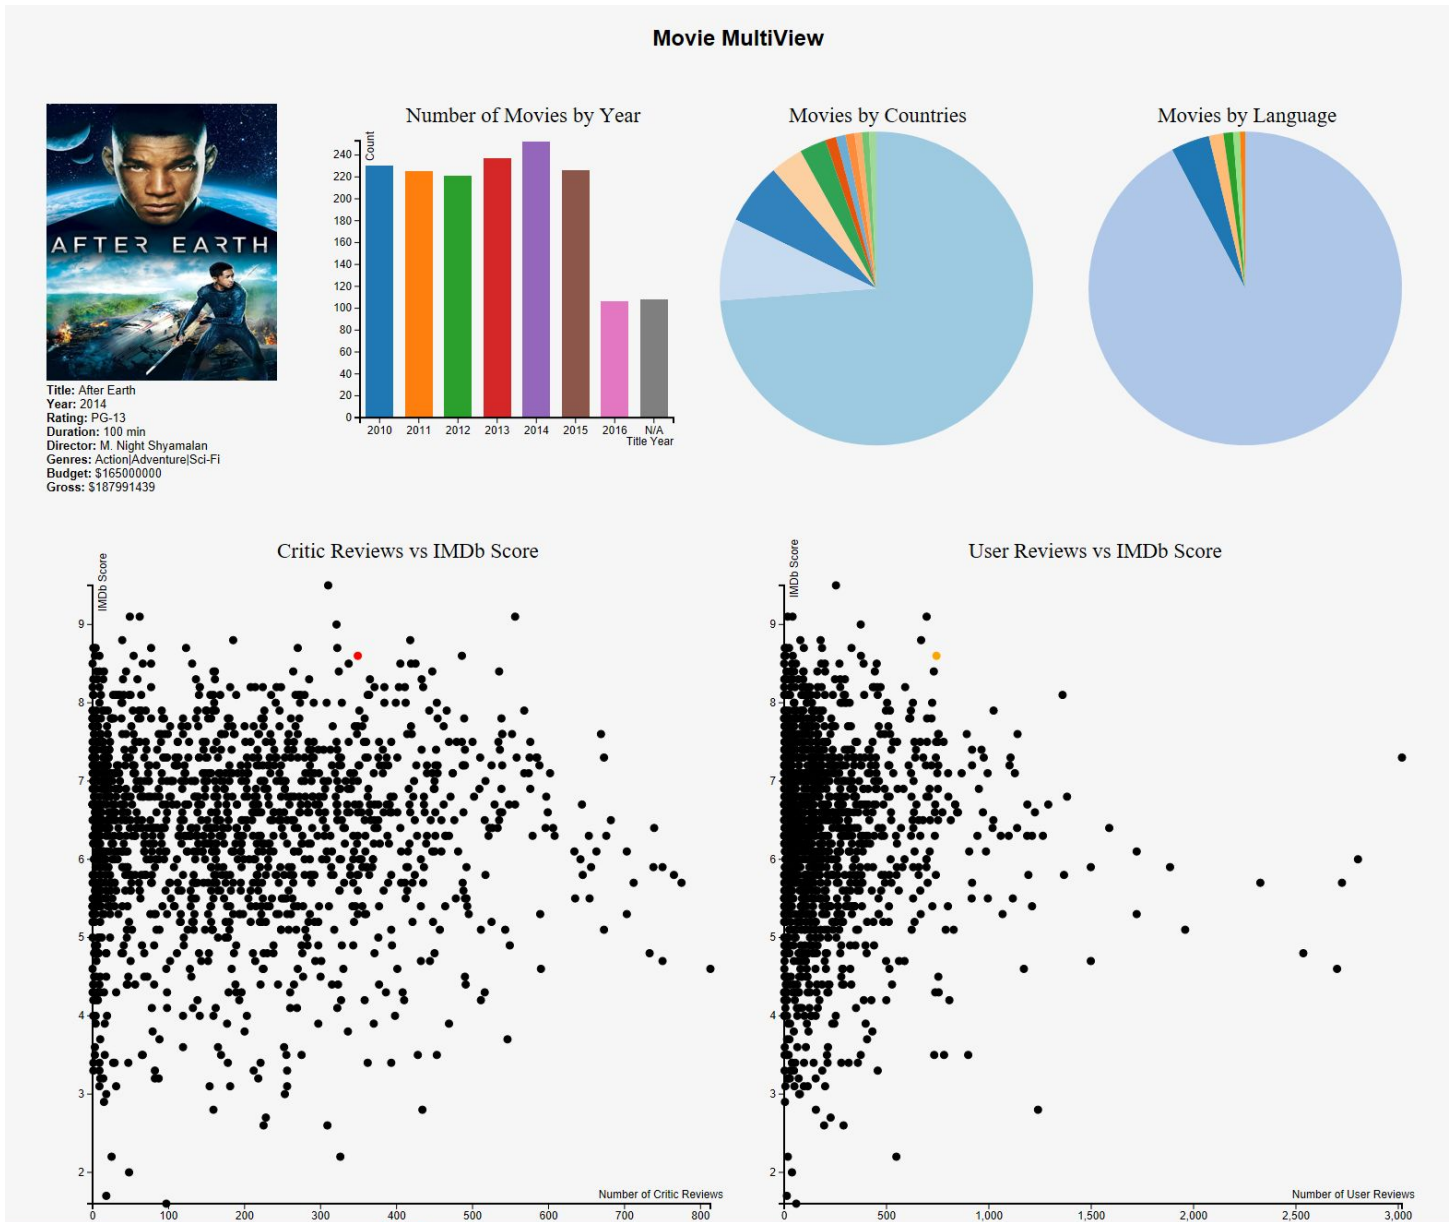 Movie MultiView
AFTER EARTH
Title: After Earth
Year: 2014
Rating: PG-13
Duration: 100 min
Director: M. Night Shyamalan
Genres: Action|Adventure|Sci-Fi
Budget: $165000000
Gross: $187991439
Number of Movies by Year
Count
240
220
200
180
160
140
120
100
80
60
40
20
0
2010 2011 2012 2013 2014 2015 2016 N/A
Title Year
Movies by Countries
Movies by Language
Critic Reviews vs IMDb Score
IMDb Score
9
8
7
6
5
4
3
2
Number of Critic Reviews
0 100 200 300 400 500 600 700 800
User Reviews vs IMDb Score
IMDb Score
9
8
7
6
5
4
3
2
Number of User Reviews
0 500 1,000 1,500 2,000 2,500 3,000